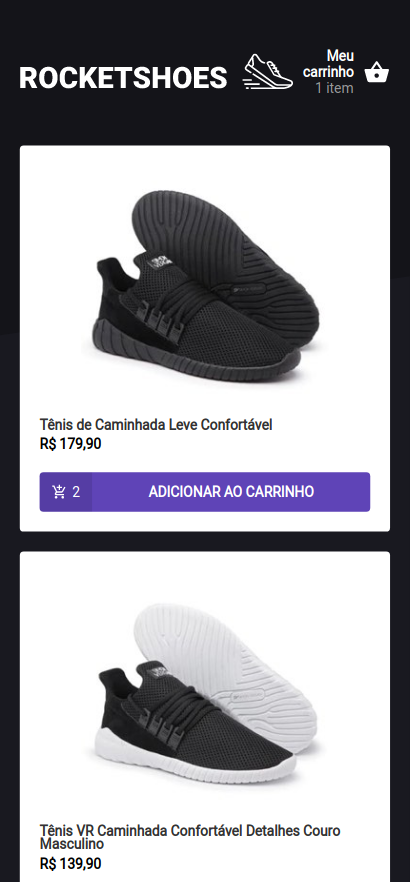 ROCKETSHOES
Meu
carrinho
1 item
Tênis de Caminhada Leve Confortável
R$ 179,90
2
ADICIONAR AO CARRINHO
Tênis VR Caminhada Confortável Detalhes Couro
Masculino
R$ 139,90